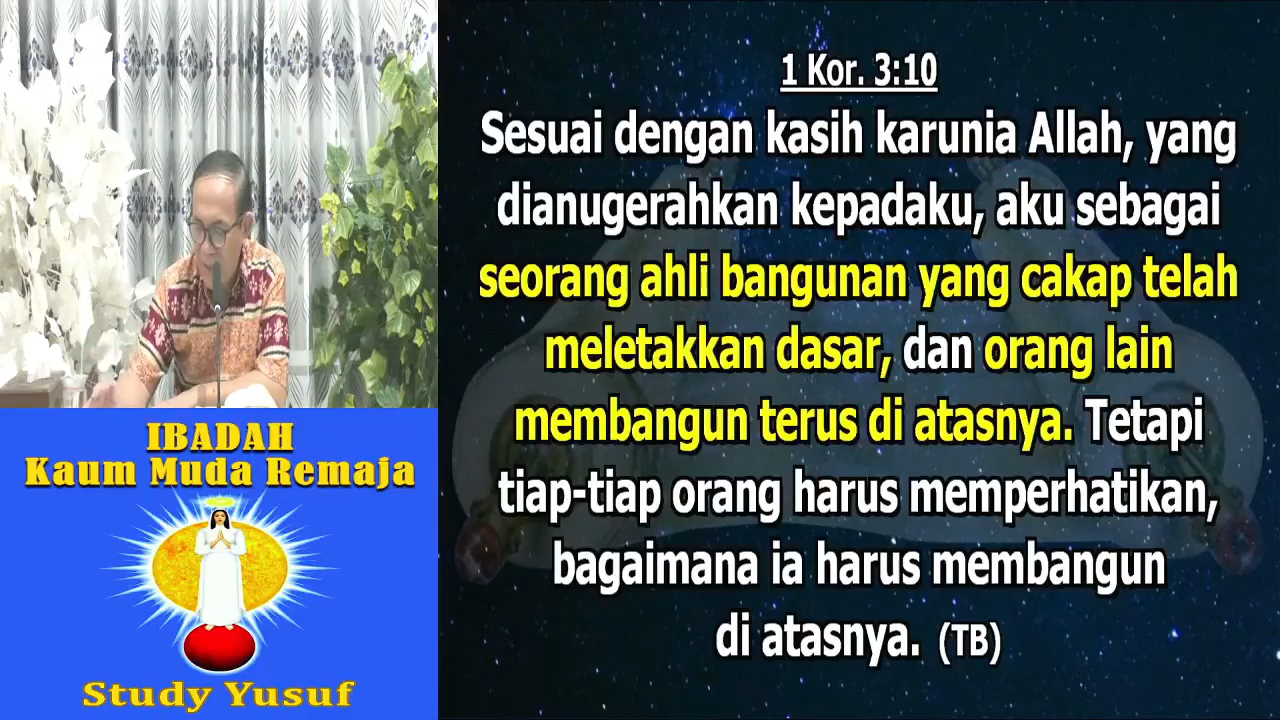 1 Kor. 3:10
Sesuai dengan kasih karunia Allah, yang
dianugerahkan kepadaku, aku sebagai
seorang ahli bangunan yang cakap telah
meletakkan dasar, dan orang lain
membangun terus di atasnya. Tetapi
tiap-tiap orang harus memperhatikan,
bagaimana ia harus membangun
di atasnya. (TB)
IBADAH
Kaum Muda Remaja
Study Yusuf